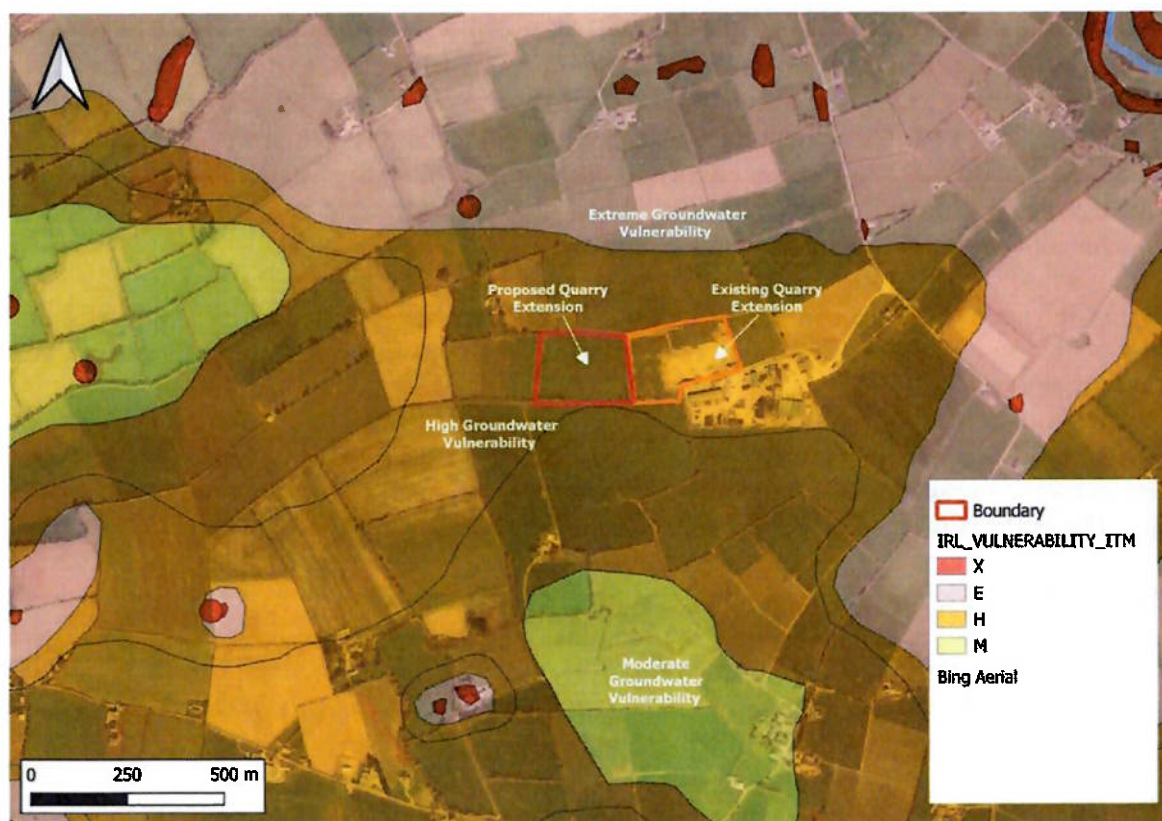 Extreme Groundwater
Vulnerability
Proposed Quarry
Extension
Existing Quarry
Extension
High Groundwater
Vulnerability
Moderate
Groundwater
Vulnerability
Boundary
IRL_VULNERABILITY_ITM
X
E
H
M
Bing Aerial
0 250 500 m